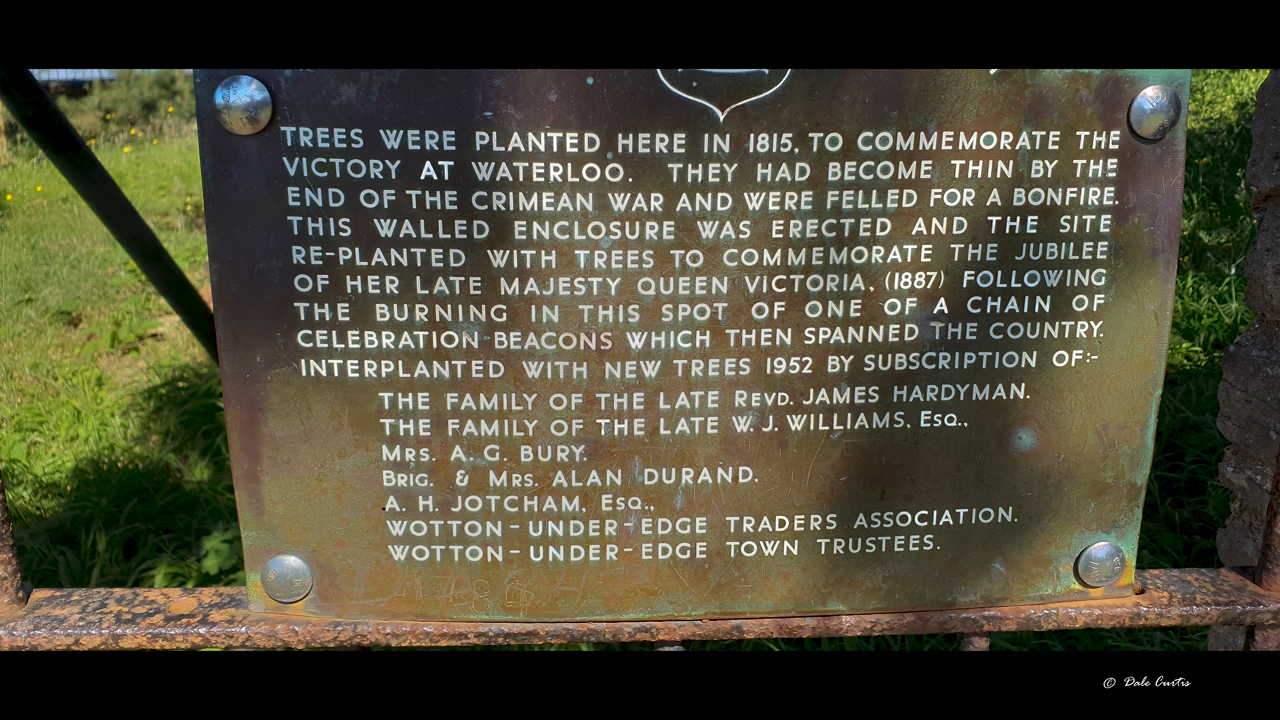 TREES WERE PLANTED HERE IN 1815, TO COMMEMORATE THE
VICTORY AT WATERLOO. THEY HAD BECOME THIN BY THE
END OF THE CRIMEAN WAR AND WERE FELLED FOR A BONFIRE.
THIS WALLED ENCLOSURE WAS ERECTED AND THE SITE
RE-PLANTED WITH TREES TO COMMEMORATE THE JUBILEE
OF HER LATE MAJESTY QUEEN VICTORIA, (1887) FOLLOWING
THE BURNING IN THIS SPOT OF ONE OF A CHAIN OF
CELEBRATION BEACONS WHICH THEN SPANNED THE COUNTRY.
INTERPLANTED WITH NEW TREES 1952 BY SUBSCRIPTION OF:-
THE FAMILY OF THE LATE REVD. JAMES HARDYMAN.
THE FAMILY OF THE LATE W. J. WILLIAMS, ESQ.,
MRS. A. G. BURY.
BRIG. & MRS. ALAN DURAND.
A. H. JOTCHAM, ESQ.,
WOTTON-UNDER-EDGE TRADERS ASSOCIATION.
WOTTON-UNDER-EDGE TOWN TRUSTEES.
© Dale Curtis